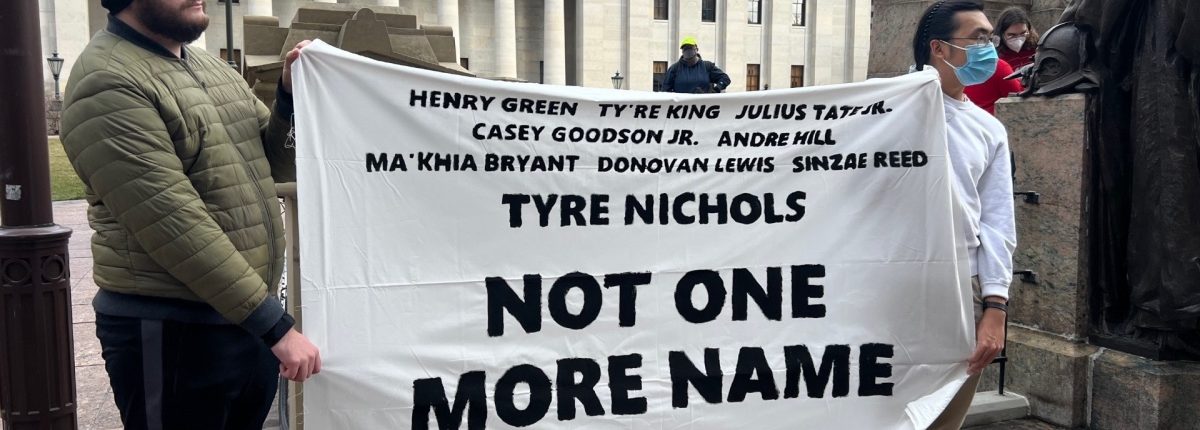 HENRY GREEN TY'RE KING JULIUS TATE JR.
CASEY GOODSON JR. ANDRE HILL
MA'KHIA BRYANT DONOVAN LEWIS SINZAE REED
TYRE NICHOLS
NOT ONE
MORE NAME